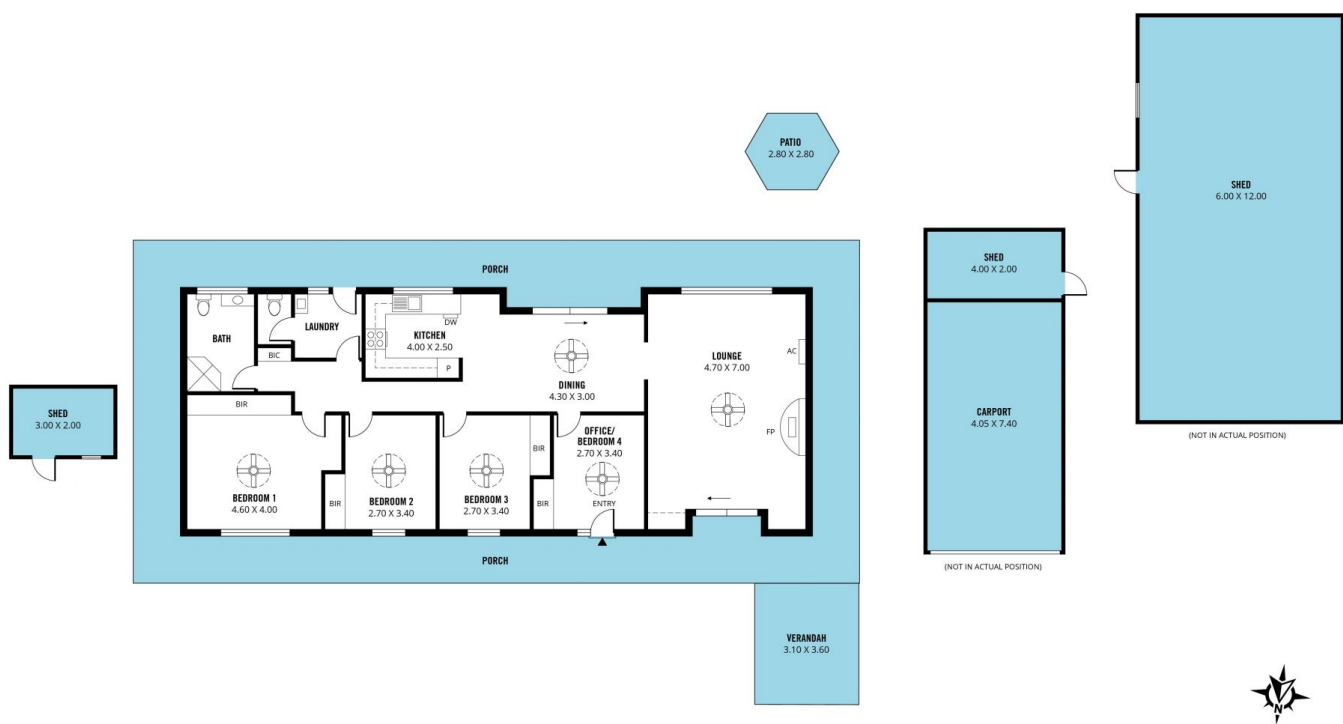 PATIO
2.80 X 2.80
SHED
6.00 X 12.00
(NOT IN ACTUAL POSITION)
SHED
4.00 X 2.00
CARPORT
4.05 X 7.40
(NOT IN ACTUAL POSITION)
SHED
3.00 X 2.00
PORCH
BATH
LAUNDRY
BIC
KITCHEN
4.00 X 2.50
DW
P
DINING
4.30 X 3.00
LOUNGE
4.70 X 7.00
AC
FP
BIR
BEDROOM 1
4.60 X 4.00
BIR
BEDROOM 2
2.70 X 3.40
BEDROOM 3
2.70 X 3.40
BIR
BIR
OFFICE/
BEDROOM 4
2.70 X 3.40
ENTRY
PORCH
VERANDAH
3.10 X 3.60
N